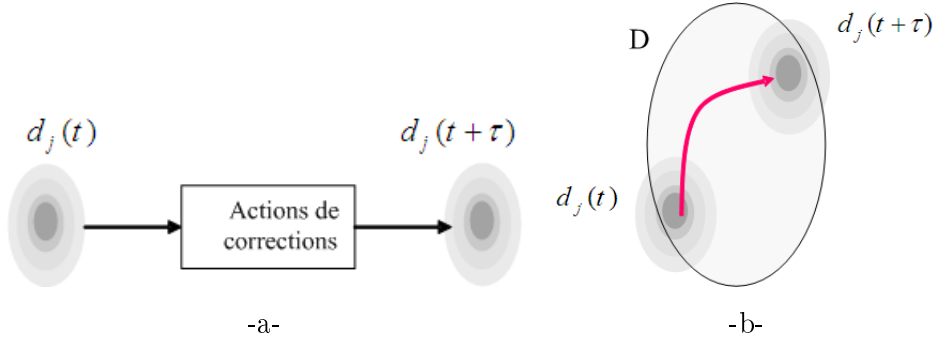 d_j(t)
Actions de
corrections
d_j(t + τ)
-a-
D
d_j(t + τ)
d_j(t)
-b-